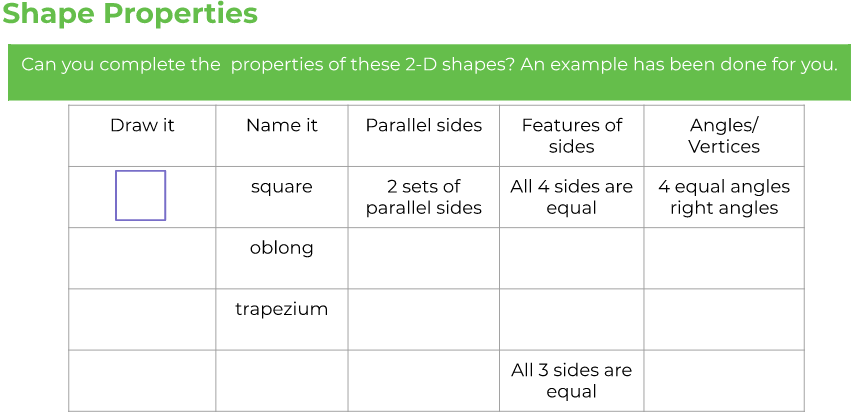 Shape Properties
Can you complete the  properties of these 2-D shapes? An example has been done for you.
Draw it
Name it
Parallel sides
Features of
sides
Angles/
Vertices
square
2 sets of
parallel sides
All 4 sides are
equal
4 equal angles
right angles
oblong
trapezium
All 3 sides are
equal